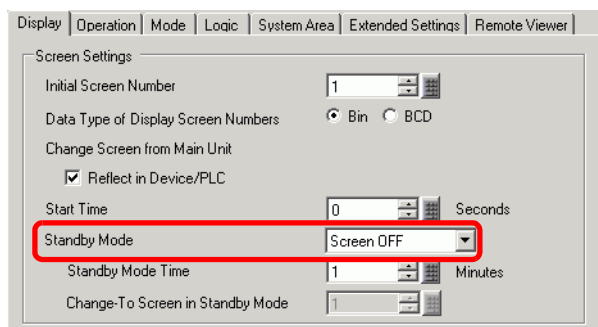 Display Operation Mode Logic System Area Extended Settings Remote Viewer
Screen Settings
Initial Screen Number 1
Data Type of Display Screen Numbers Bin BCD
Change Screen from Main Unit
Reflect in Device/PLC
Start Time 0 Seconds
Standby Mode Screen OFF
Standby Mode Time 1 Minutes
Change-To Screen in Standby Mode 1